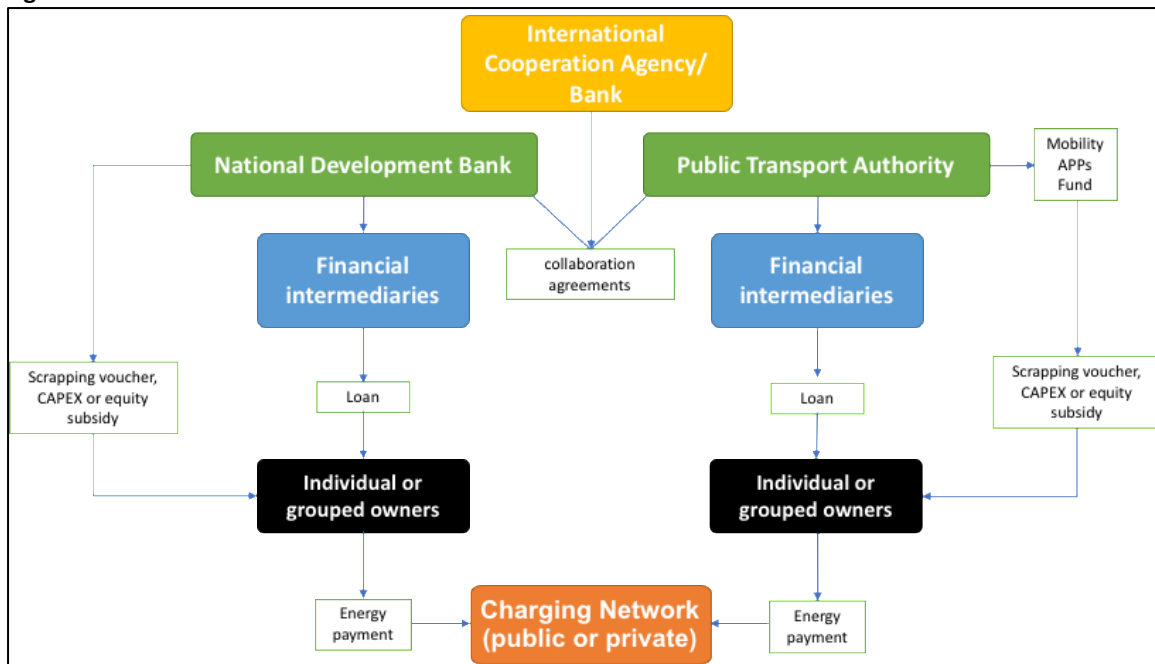 International
Cooperation Agency/
Bank
National Development Bank
Public Transport Authority
Mobility
APPs
Fund
Financial
intermediaries
collaboration
agreements
Financial
intermediaries
Scrapping voucher,
CAPEX or equity
subsidy
Loan
Loan
Scrapping voucher,
CAPEX or equity
subsidy
Individual or
grouped owners
Individual or
grouped owners
Energy
payment
Charging Network
(public or private)
Energy
payment